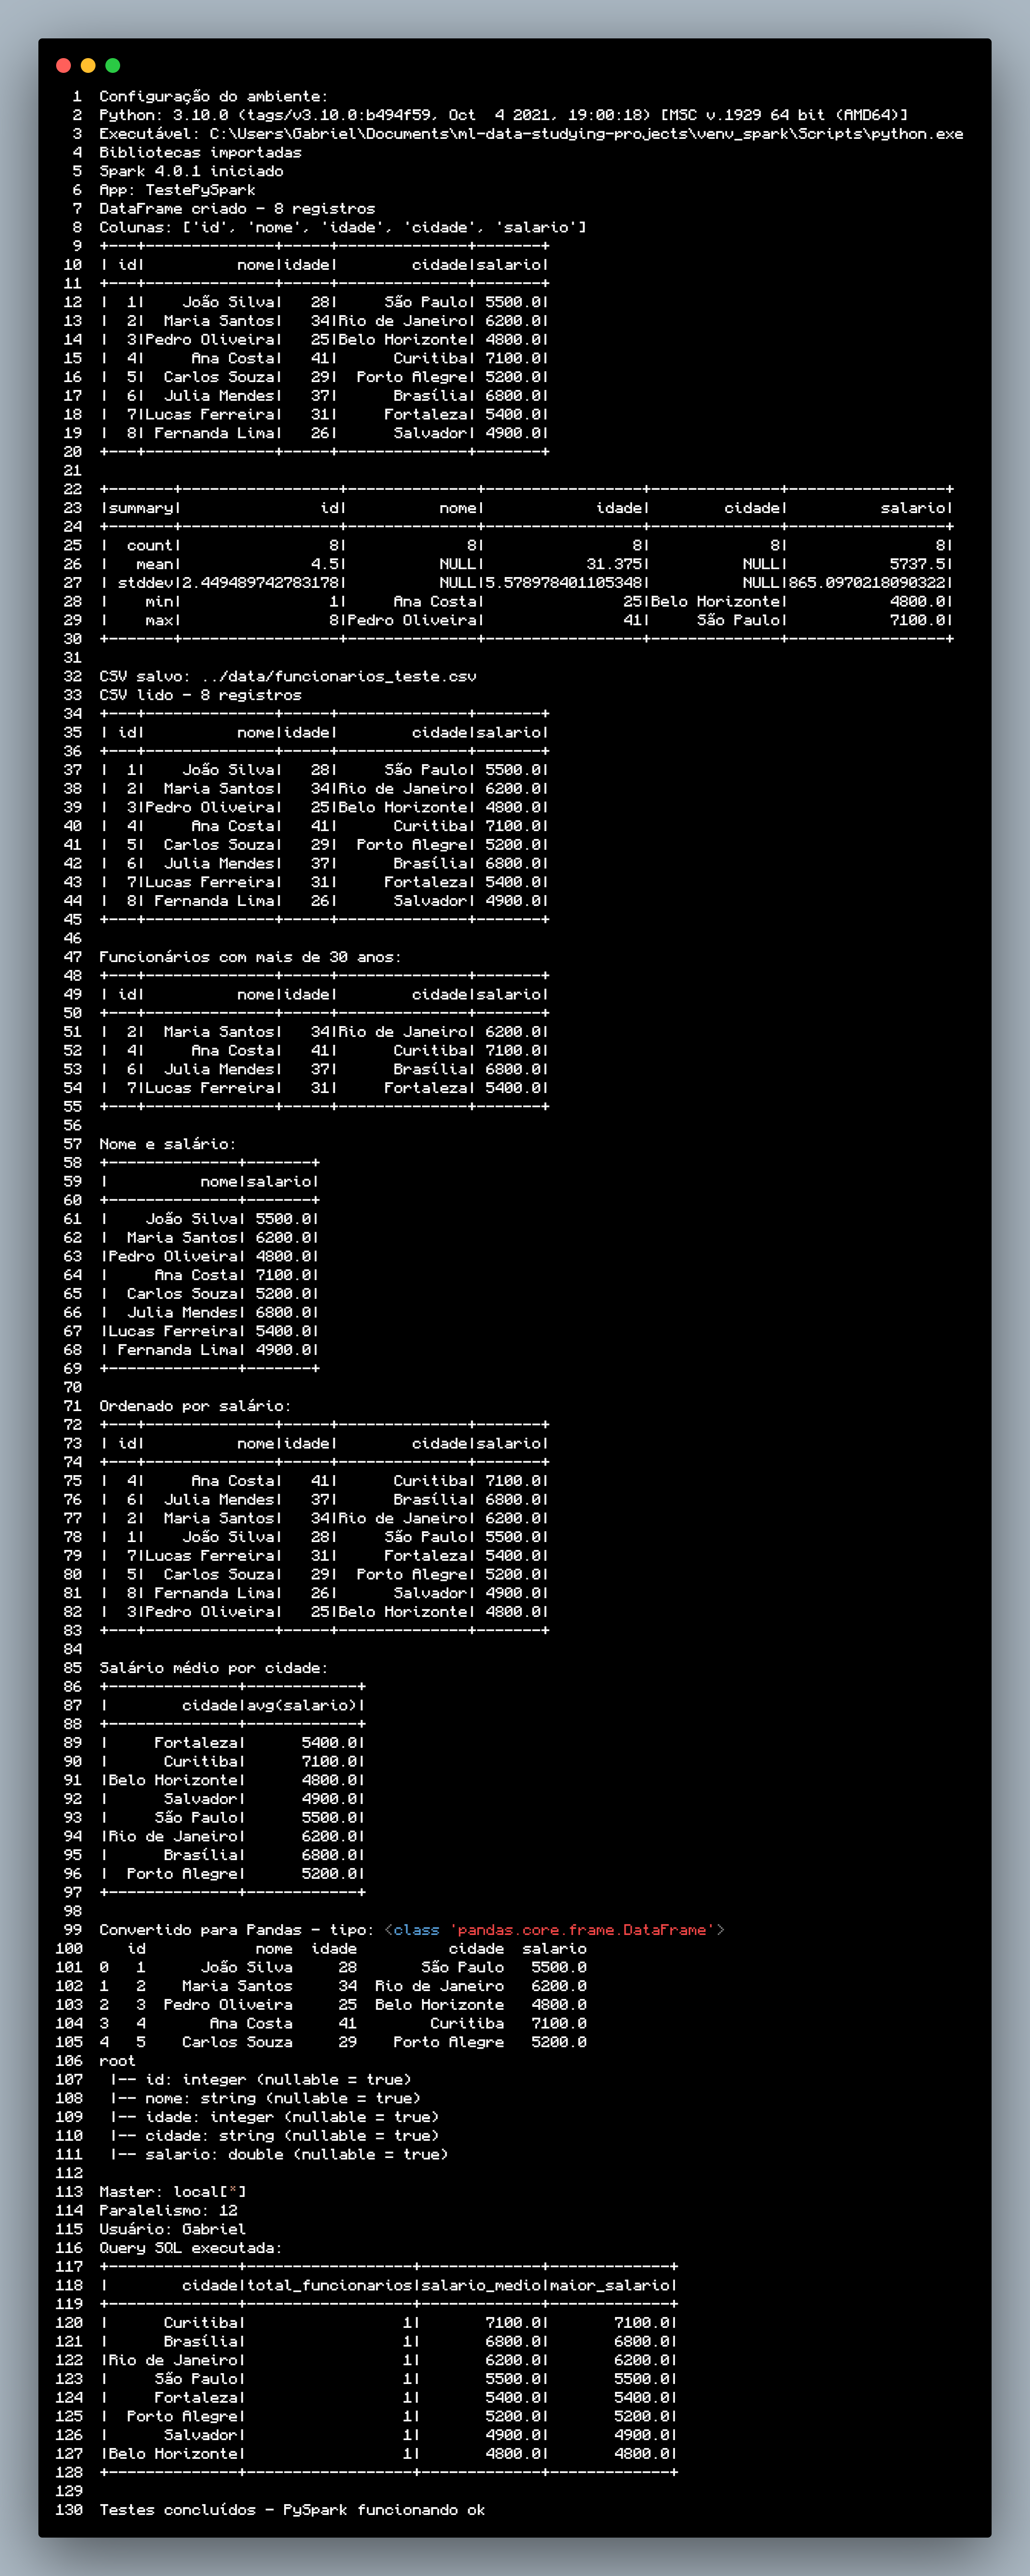 1 Configuração do ambiente:
2 Python: 3.10.0 (tags/v3.10.0:b494f59, Oct  4 2021, 19:00:18) [MSC v.1929 64 bit (AMD64)]
3 Executável: C:\Users\Gabriel\Documents\ml-data-studying-projects\venv_spark\Scripts\python.exe
4 Bibliotecas importadas
5 Spark 4.0.1 iniciado
6 App: TestePySpark
7 DataFrame criado - 8 registros
8 Colunas: ['id', 'nome', 'idade', 'cidade', 'salario']
9 +---+--------------+-----+--------------+-------+
10 | id|          nome|idade|        cidade|salario|
11 +---+--------------+-----+--------------+-------+
12 |  1|    João Silva|   28|     São Paulo| 5500.0|
13 |  2|  Maria Santos|   34|Rio de Janeiro| 6200.0|
14 |  3|Pedro Oliveira|   25|Belo Horizonte| 4800.0|
15 |  4|     Ana Costa|   41|      Curitiba| 7100.0|
16 |  5|  Carlos Souza|   29|  Porto Alegre| 5200.0|
17 |  6|  Julia Mendes|   37|      Brasília| 6800.0|
18 |  7|Lucas Ferreira|   31|     Fortaleza| 5400.0|
19 |  8| Fernanda Lima|   26|      Salvador| 4900.0|
20 +---+--------------+-----+--------------+-------+
21
22 +-------+-----------------+--------------+-----------------+--------------+-----------------+
23 |summary|               id|          nome|            idade|        cidade|          salario|
24 +-------+-----------------+--------------+-----------------+--------------+-----------------+
25 |  count|                8|             8|                8|             8|                8|
26 |   mean|              4.5|          NULL|           31.375|          NULL|           5737.5|
27 | stddev|2.449489742783178|          NULL|5.578978401105348|          NULL|865.0970218090322|
28 |    min|                1|     Ana Costa|               25|Belo Horizonte|           4800.0|
29 |    max|                8|Pedro Oliveira|               41|     São Paulo|           7100.0|
30 +-------+-----------------+--------------+-----------------+--------------+-----------------+
31
32 CSV salvo: ../data/funcionarios_teste.csv
33 CSV lido - 8 registros
34 +---+--------------+-----+--------------+-------+
35 | id|          nome|idade|        cidade|salario|
36 +---+--------------+-----+--------------+-------+
37 |  1|    João Silva|   28|     São Paulo| 5500.0|
38 |  2|  Maria Santos|   34|Rio de Janeiro| 6200.0|
39 |  3|Pedro Oliveira|   25|Belo Horizonte| 4800.0|
40 |  4|     Ana Costa|   41|      Curitiba| 7100.0|
41 |  5|  Carlos Souza|   29|  Porto Alegre| 5200.0|
42 |  6|  Julia Mendes|   37|      Brasília| 6800.0|
43 |  7|Lucas Ferreira|   31|     Fortaleza| 5400.0|
44 |  8| Fernanda Lima|   26|      Salvador| 4900.0|
45 +---+--------------+-----+--------------+-------+
46
47 Funcionários com mais de 30 anos:
48 +---+--------------+-----+--------------+-------+
49 | id|          nome|idade|        cidade|salario|
50 +---+--------------+-----+--------------+-------+
51 |  2|  Maria Santos|   34|Rio de Janeiro| 6200.0|
52 |  4|     Ana Costa|   41|      Curitiba| 7100.0|
53 |  6|  Julia Mendes|   37|      Brasília| 6800.0|
54 |  7|Lucas Ferreira|   31|     Fortaleza| 5400.0|
55 +---+--------------+-----+--------------+-------+
56
57 Nome e salário:
58 +--------------+-------+
59 |          nome|salario|
60 +--------------+-------+
61 |    João Silva| 5500.0|
62 |  Maria Santos| 6200.0|
63 |Pedro Oliveira| 4800.0|
64 |     Ana Costa| 7100.0|
65 |  Carlos Souza| 5200.0|
66 |  Julia Mendes| 6800.0|
67 |Lucas Ferreira| 5400.0|
68 | Fernanda Lima| 4900.0|
69 +--------------+-------+
70
71 Ordenado por salário:
72 +---+--------------+-----+--------------+-------+
73 | id|          nome|idade|        cidade|salario|
74 +---+--------------+-----+--------------+-------+
75 |  4|     Ana Costa|   41|      Curitiba| 7100.0|
76 |  6|  Julia Mendes|   37|      Brasília| 6800.0|
77 |  2|  Maria Santos|   34|Rio de Janeiro| 6200.0|
78 |  1|    João Silva|   28|     São Paulo| 5500.0|
79 |  7|Lucas Ferreira|   31|     Fortaleza| 5400.0|
80 |  5|  Carlos Souza|   29|  Porto Alegre| 5200.0|
81 |  8| Fernanda Lima|   26|      Salvador| 4900.0|
82 |  3|Pedro Oliveira|   25|Belo Horizonte| 4800.0|
83 +---+--------------+-----+--------------+-------+
84
85 Salário médio por cidade:
86 +--------------+------------+
87 |        cidade|avg(salario)|
88 +--------------+------------+
89 |     Fortaleza|      5400.0|
90 |      Curitiba|      7100.0|
91 |Belo Horizonte|      4800.0|
92 |      Salvador|      4900.0|
93 |     São Paulo|      5500.0|
94 |Rio de Janeiro|      6200.0|
95 |      Brasília|      6800.0|
96 |  Porto Alegre|      5200.0|
97 +--------------+------------+
98
99 Convertido para Pandas - tipo: <class 'pandas.core.frame.DataFrame'>
100    id            nome  idade          cidade  salario
101 0   1      João Silva     28       São Paulo   5500.0
102 1   2    Maria Santos     34  Rio de Janeiro   6200.0
103 2   3  Pedro Oliveira     25  Belo Horizonte   4800.0
104 3   4       Ana Costa     41        Curitiba   7100.0
105 4   5    Carlos Souza     29    Porto Alegre   5200.0
106 root
107  |-- id: integer (nullable = true)
108  |-- nome: string (nullable = true)
109  |-- idade: integer (nullable = true)
110  |-- cidade: string (nullable = true)
111  |-- salario: double (nullable = true)
112
113 Master: local[*]
114 Paralelismo: 12
115 Usuário: Gabriel
116 Query SQL executada:
117 +--------------+------------------+-------------+-------------+
118 |        cidade|total_funcionarios|salario_medio|maior_salario|
119 +--------------+------------------+-------------+-------------+
120 |      Curitiba|                 1|       7100.0|       7100.0|
121 |      Brasília|                 1|       6800.0|       6800.0|
122 |Rio de Janeiro|                 1|       6200.0|       6200.0|
123 |     São Paulo|                 1|       5500.0|       5500.0|
124 |     Fortaleza|                 1|       5400.0|       5400.0|
125 |  Porto Alegre|                 1|       5200.0|       5200.0|
126 |      Salvador|                 1|       4900.0|       4900.0|
127 |Belo Horizonte|                 1|       4800.0|       4800.0|
128 +--------------+------------------+-------------+-------------+
129
130 Testes concluídos - PySpark funcionando ok